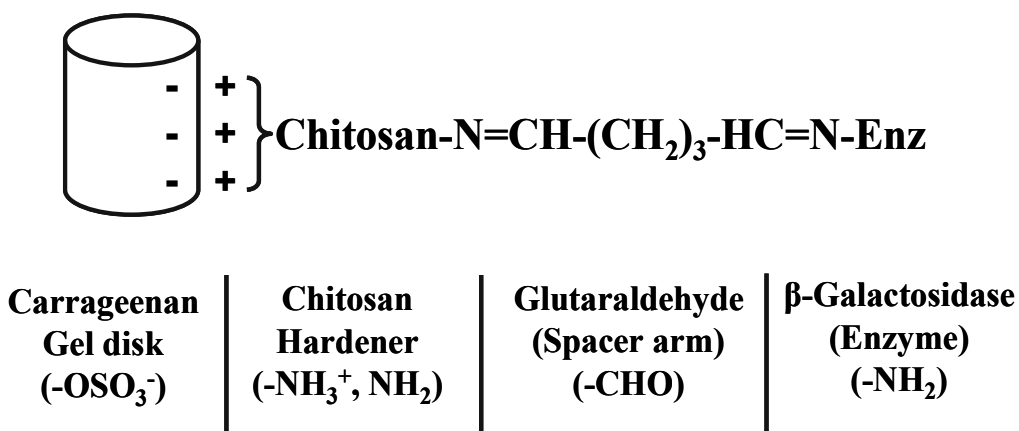 - +
- +
- +
Chitosan-N=CH-(CH₂)₃-HC=N-Enz
Carrageenan
Gel disk
(-OSO₃⁻)
Chitosan
Hardener
(-NH₃⁺, NH₂)
Glutaraldehyde
(Spacer arm)
(-CHO)
β-Galactosidase
(Enzyme)
(-NH₂)